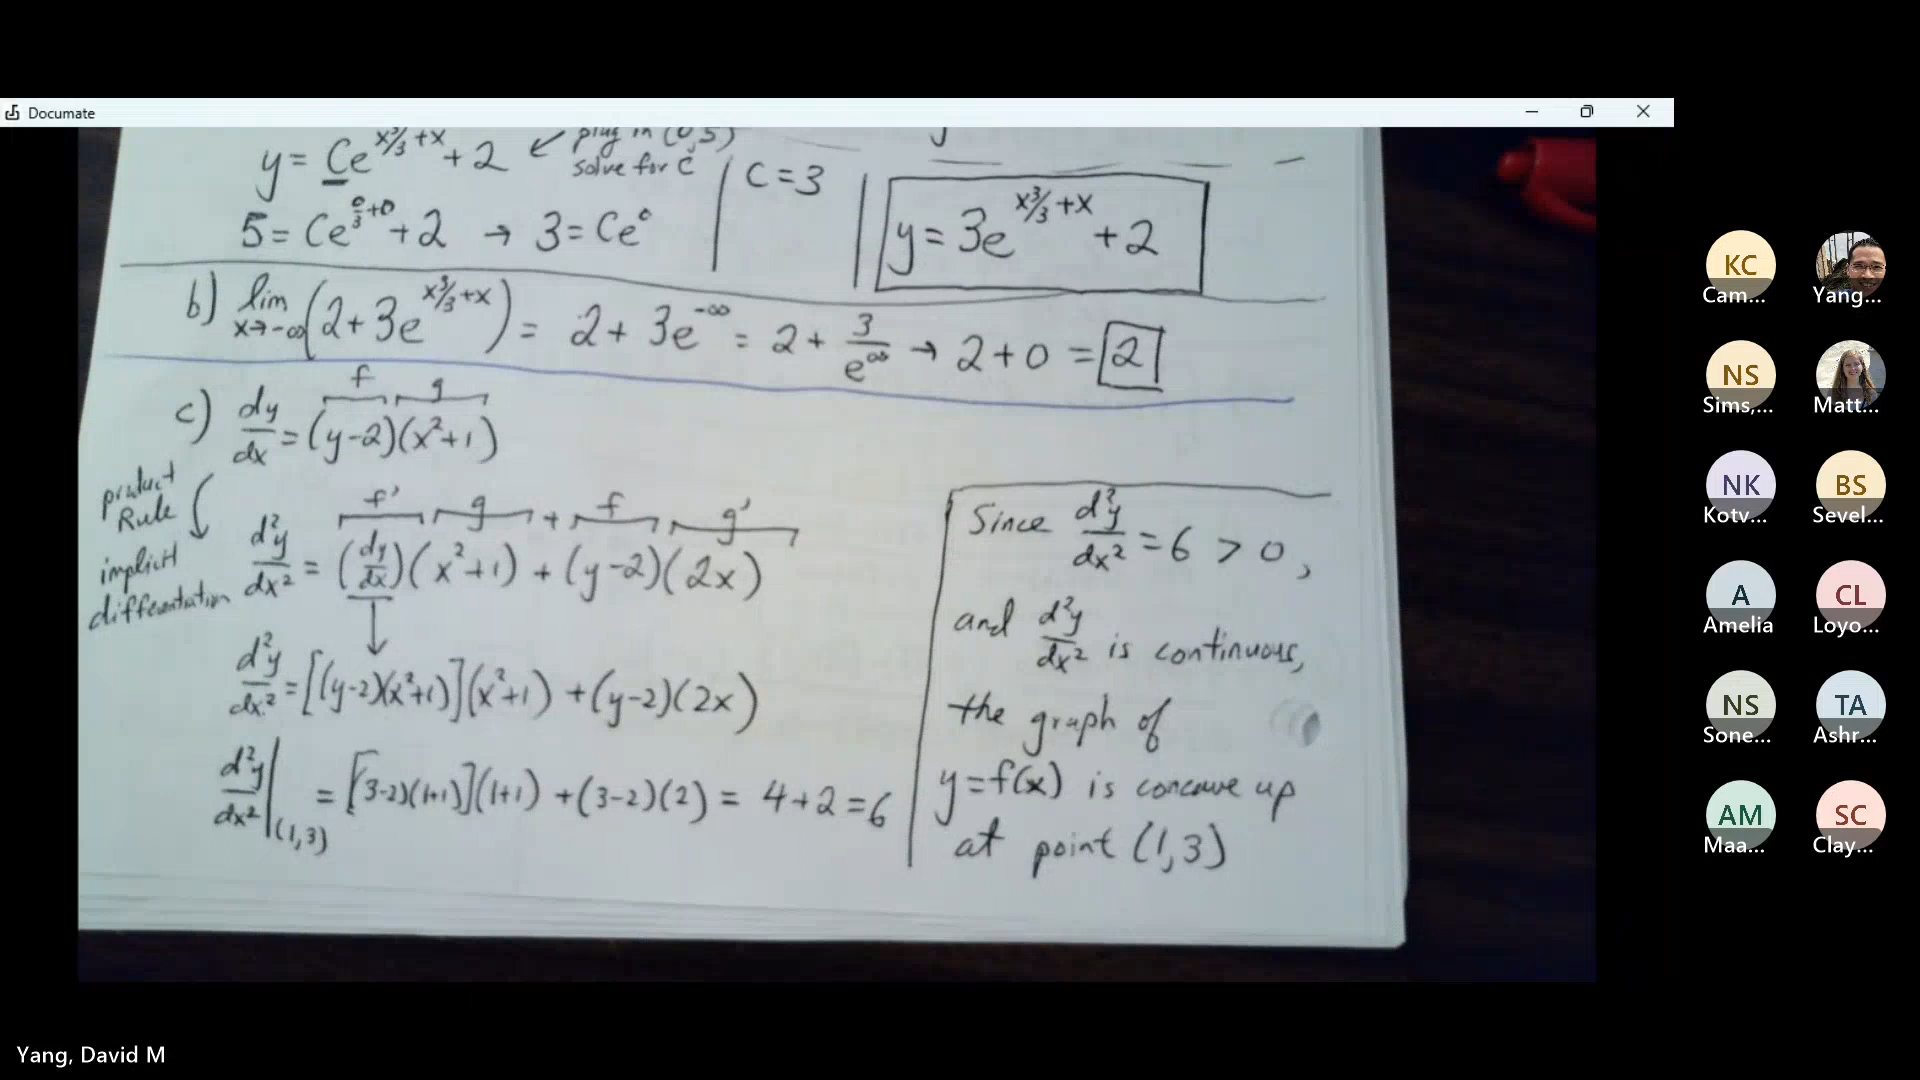 Documate
y = Ce^(x³/3 + x) + 2 ↙ plug in (0,5)
solve for C
C = 3
y = 3e^(x³/3 + x) + 2
5 = Ce^(0/3 + 0) + 2 → 3 = Ce⁰
b) lim x→-∞ (2 + 3e^(x³/3 + x)) = 2 + 3e^(-∞) = 2 + 3/e^∞ → 2 + 0 = 2
f g
c) dy/dx = (y-2)(x²+1)
product
Rule
implicit
differentiation
f' g + f g'
d²y/dx² = (dy/dx)(x²+1) + (y-2)(2x)
d²y/dx² = [(y-2)(x²+1)](x²+1) + (y-2)(2x)
d²y/dx² |(1,3) = [3-2)(1+1)](1+1) + (3-2)(2) = 4+2 = 6
Since d²y/dx² = 6 > 0,
and d²y/dx² is continuous,
the graph of
y = f(x) is concave up
at point (1,3)
KC
Cam...
Yang...
NS
Sims,...
Matt...
NK
Kotv...
BS
Sevel...
A
Amelia
CL
Loyo...
NS
Sone...
TA
Ashr...
AM
Maa...
SC
Clay...
Yang, David M